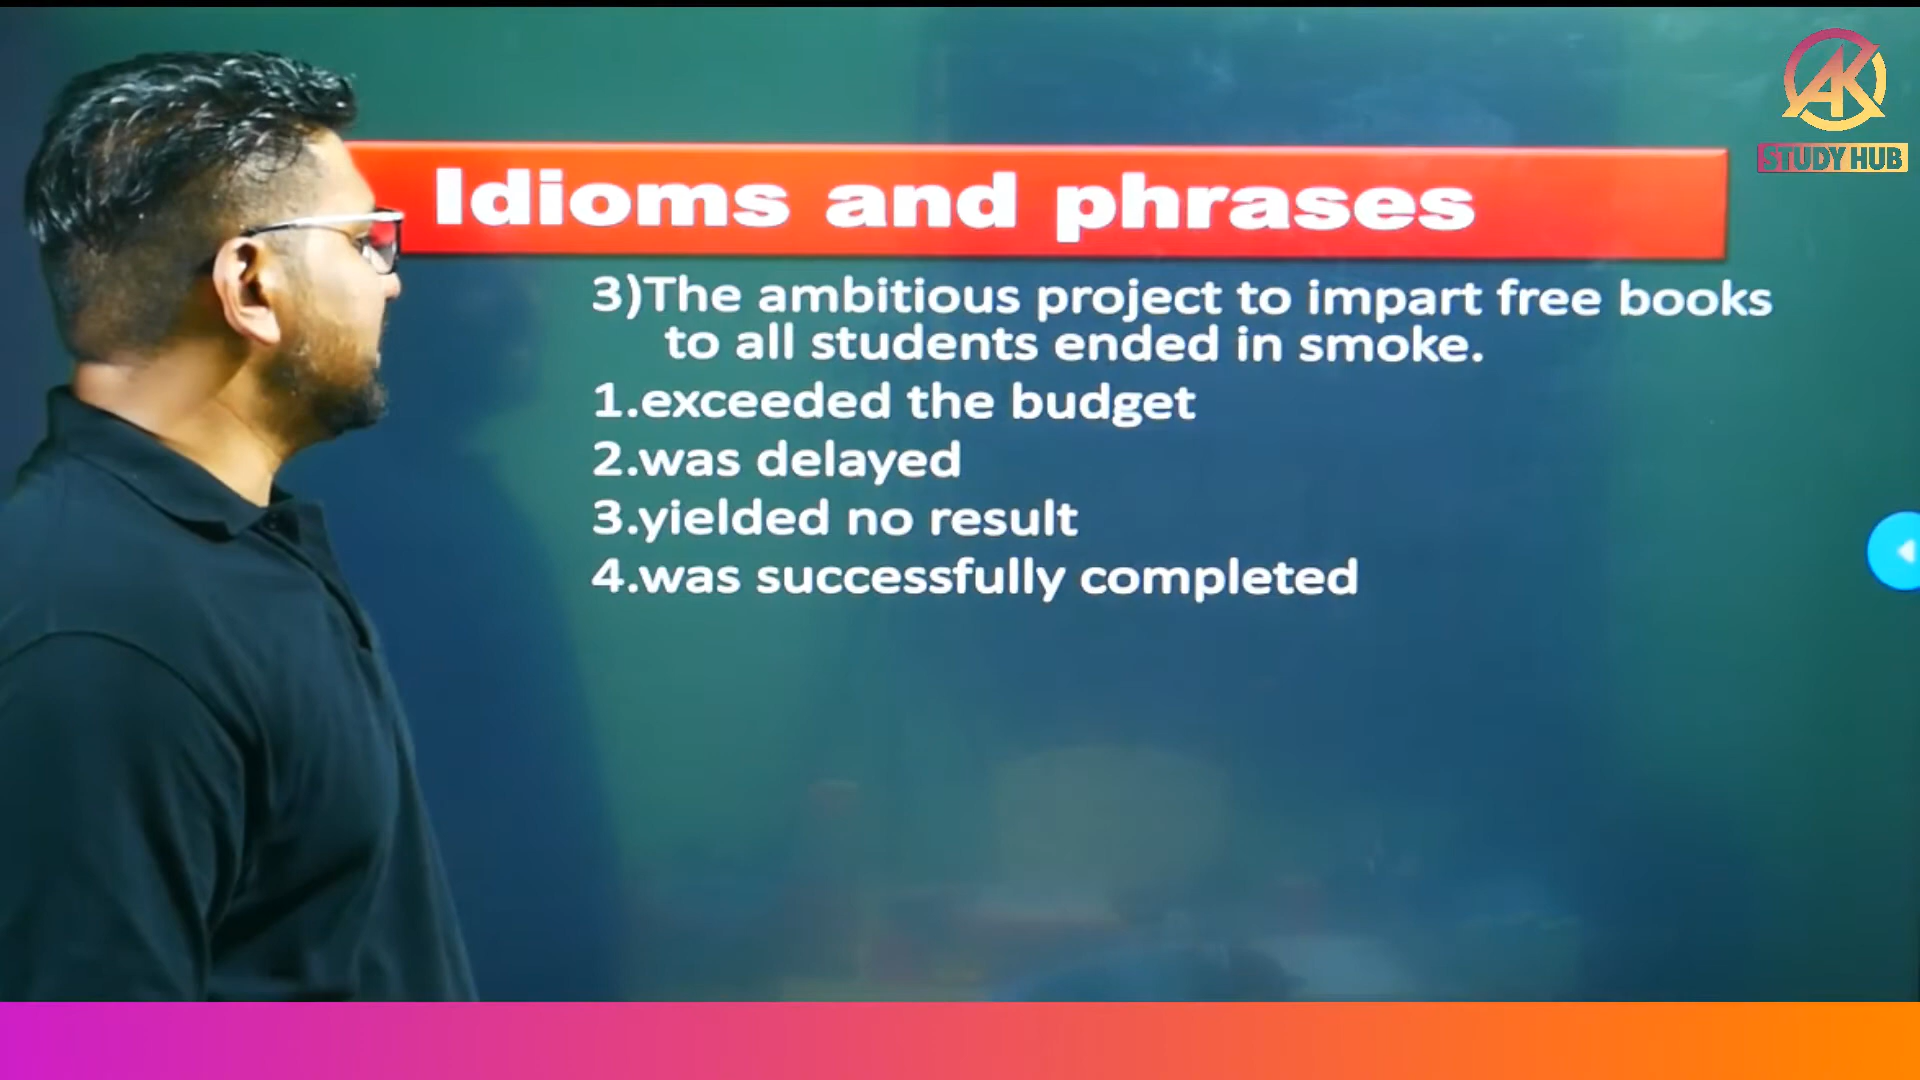 AK
STUDY HUB
Idioms and phrases
3)The ambitious project to impart free books
to all students ended in smoke.
1.exceeded the budget
2.was delayed
3.yielded no result
4.was successfully completed